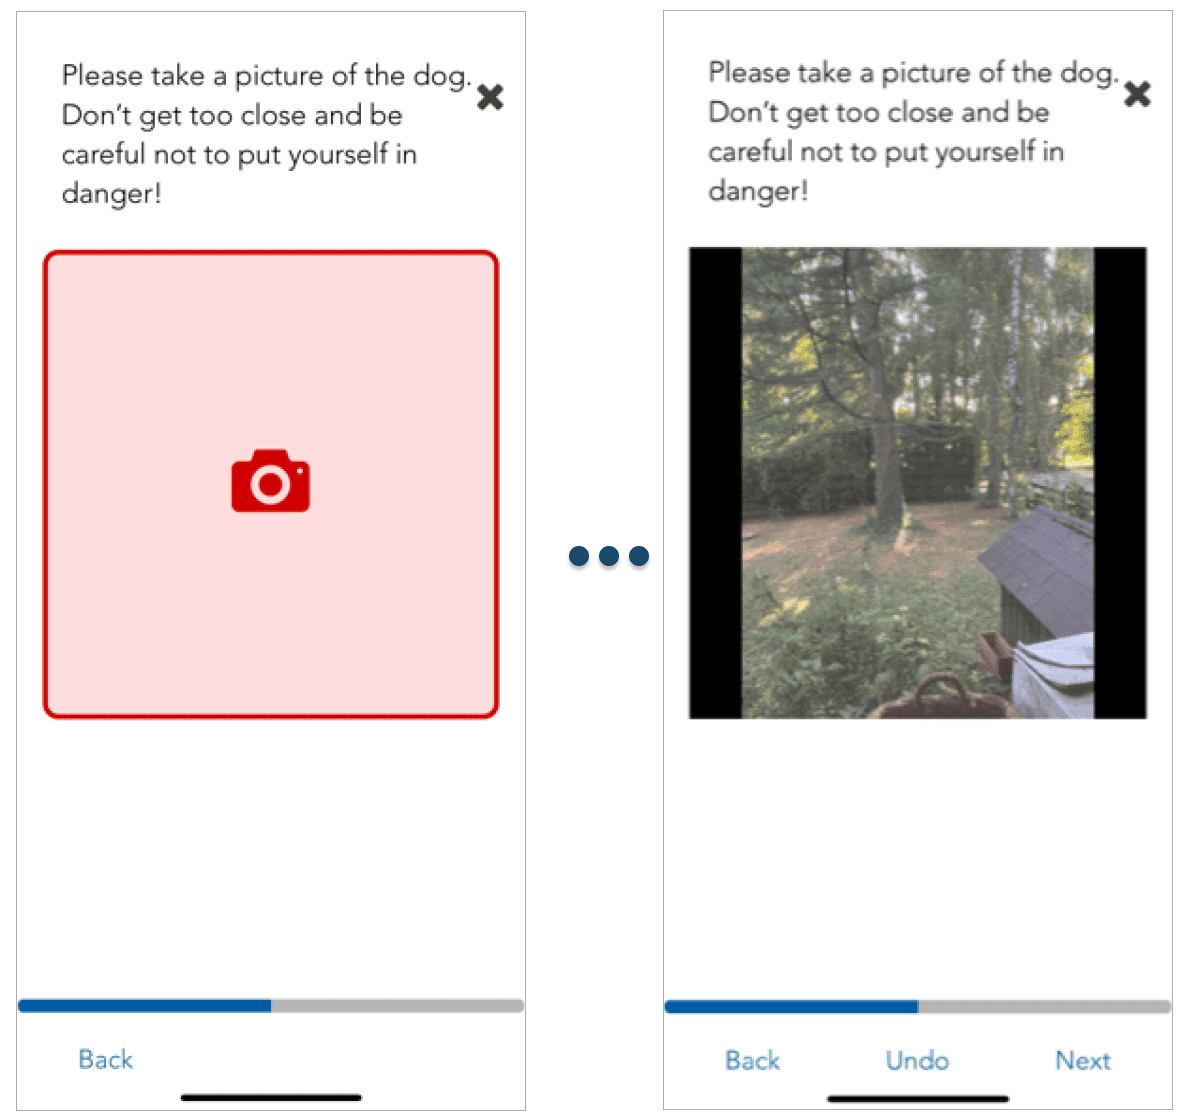 Please take a picture of the dog.
Don't get too close and be
careful not to put yourself in
danger!
Back
Please take a picture of the dog.
Don't get too close and be
careful not to put yourself in
danger!
Back Undo Next